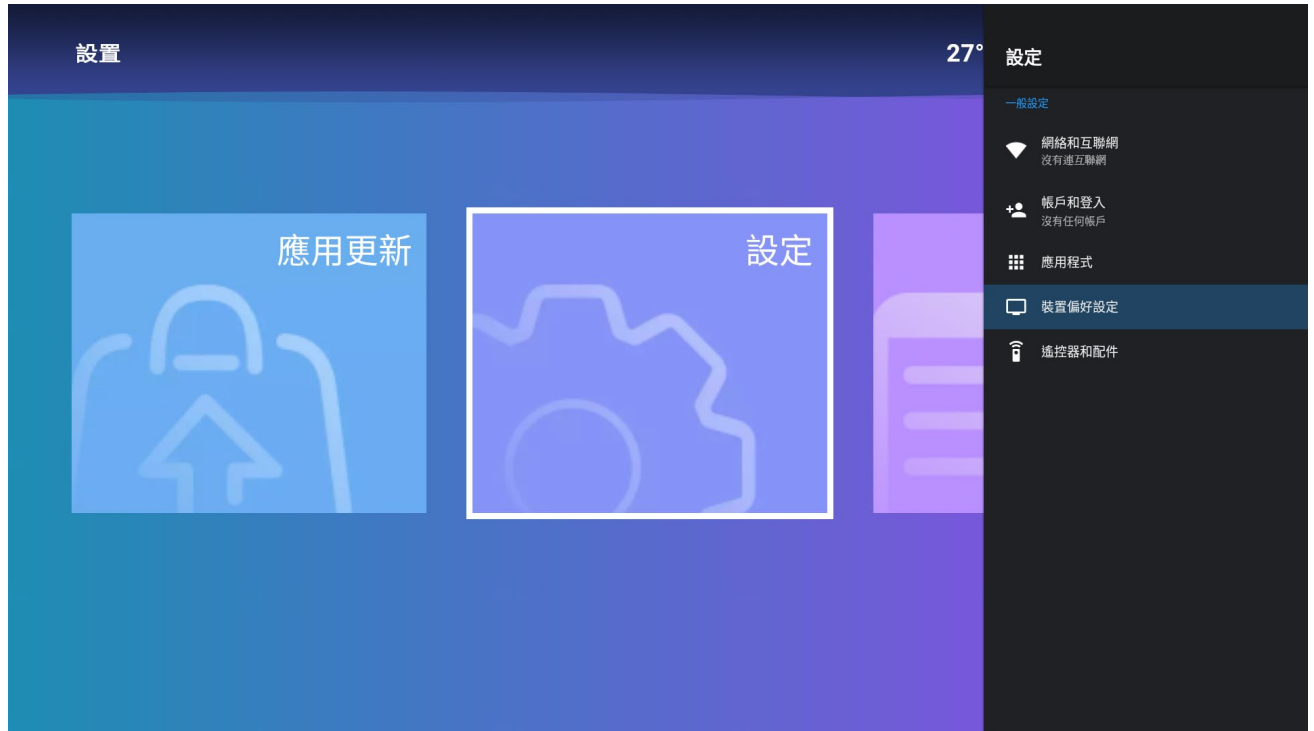 設置
27°
應用更新
設定
設定
一般設定
網絡和互聯網
沒有連互聯網
帳戶和登入
沒有任何帳戶
應用程式
裝置偏好設定
遙控器和配件